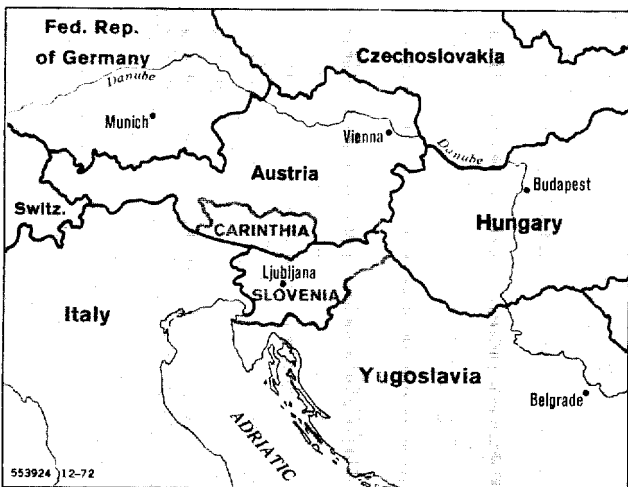 Fed. Rep.
of Germany
Danube
Czechoslovakia
Munich
Vienna
Danube
Austria
Budapest
Switz.
CARINTHIA
Hungary
Ljubljana
SLOVENIA
Italy
Yugoslavia
Belgrade
ADRIATIC
553924 12-72